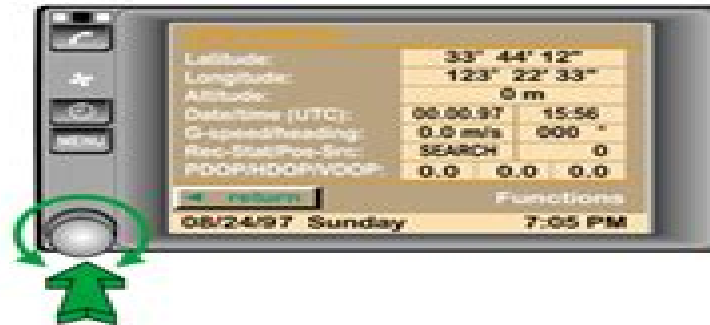 MENU
Latitude: 33° 44' 12"
Longitude: 123° 22' 33"
Altitude: 0 m
Date/time (UTC): 00.00.97 15:56
G-speed/heading: 0.0 m/s 000 °
Rec-Stat/Pos-Src: SEARCH 0
PDOP/HDOP/VDOP: 0.0 0.0 0.0
return Functions
08/24/97 Sunday 7:05 PM